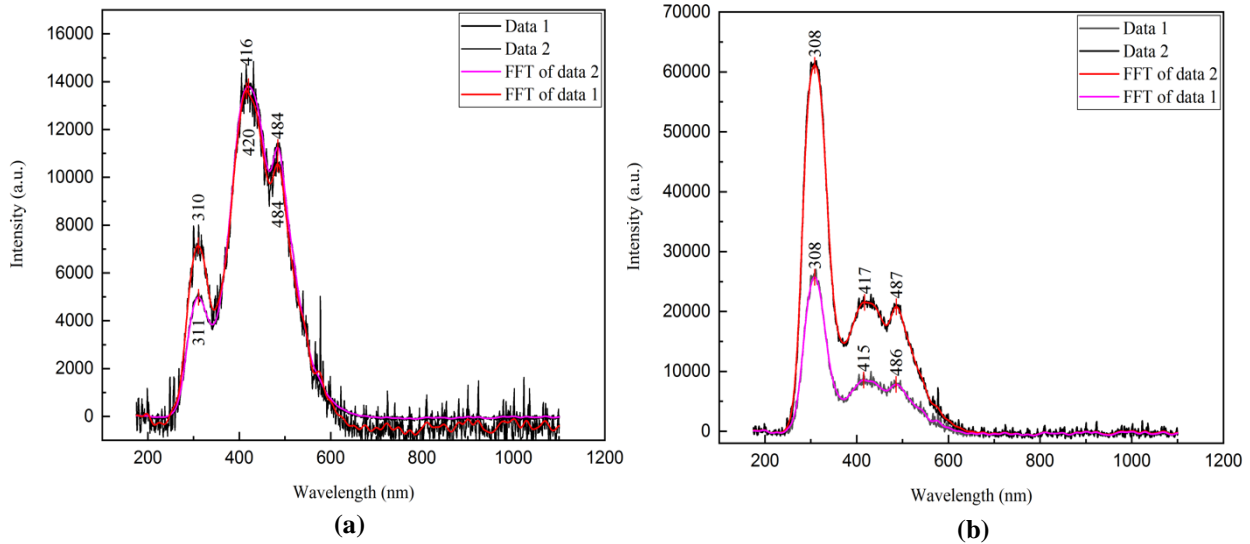 16000
14000
12000
10000
8000
6000
4000
2000
0
Intensity (a.u.)
416
420
484
484
310
311
Data 1
Data 2
FFT of data 2
FFT of data 1
200 400 600 800 1000 1200
Wavelength (nm)
(a)
70000
60000
50000
40000
30000
20000
10000
0
Intensity (a.u.)
308
308
417
487
415
486
Data 1
Data 2
FFT of data 2
FFT of data 1
200 400 600 800 1000 1200
Wavelength (nm)
(b)